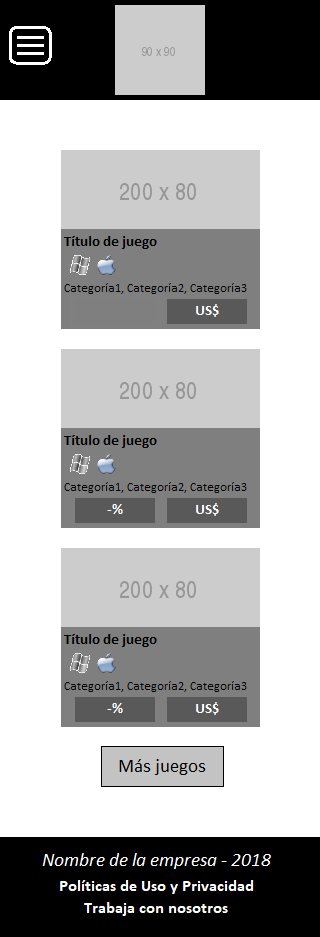 90 x 90
200 x 80
Título de juego
Categoría1, Categoría2, Categoría3
US$
200 x 80
Título de juego
Categoría1, Categoría2, Categoría3
-% US$
200 x 80
Título de juego
Categoría1, Categoría2, Categoría3
-% US$
Más juegos
Nombre de la empresa - 2018
Políticas de Uso y Privacidad
Trabaja con nosotros